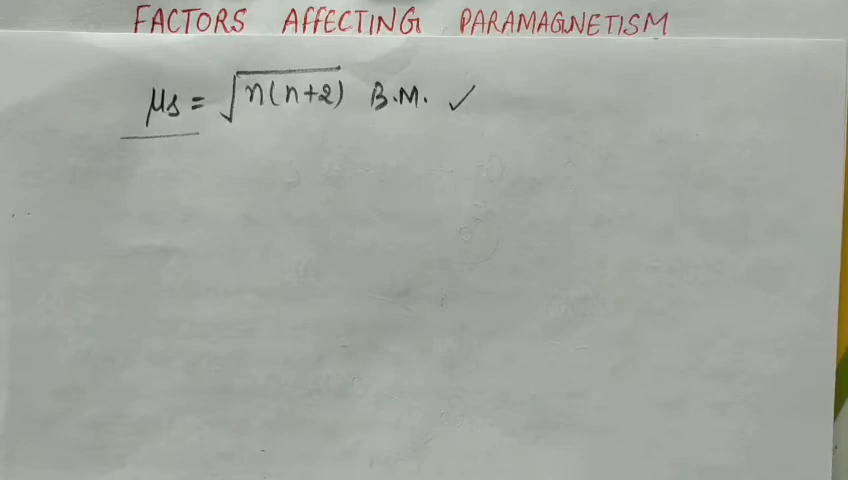 FACTORS AFFECTING PARAMAGNETISM
μs = √n(n+2) B.M. ✓